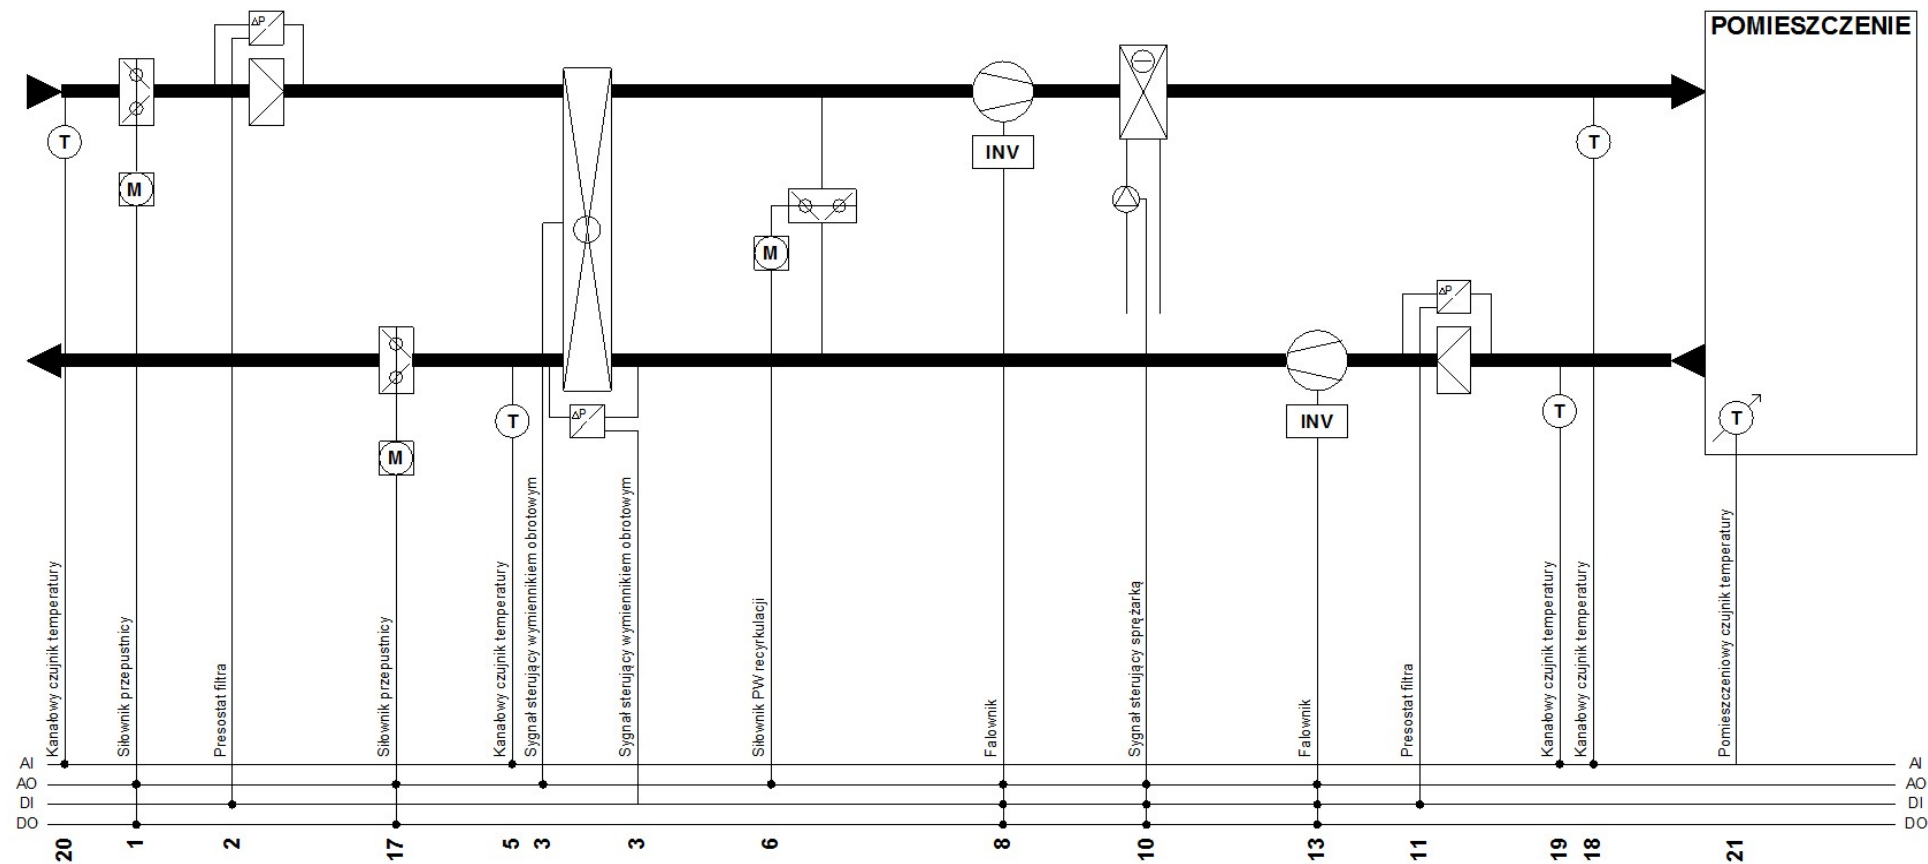 POMIESZCZENIE
ΔP
T
M
INV
T
M
ΔP
M
T
ΔP
INV
T
T
Kanałowy czujnik temperatury
Siłownik przepustnicy
Presostat filtra
Siłownik przepustnicy
Kanałowy czujnik temperatury
Sygnał sterujący wymiennikiem obrotowym
Sygnał sterujący wymiennikiem obrotowym
Siłownik PW recyrkulacji
Falownik
Sygnał sterujący sprężarką
Falownik
Presostat filtra
Kanałowy czujnik temperatury
Kanałowy czujnik temperatury
Pomieszczeniowy czujnik temperatury
AI AI
AO AO
DI DI
DO DO
20 1 2 17 5 3 3 6 8 10 13 11 19 18 21